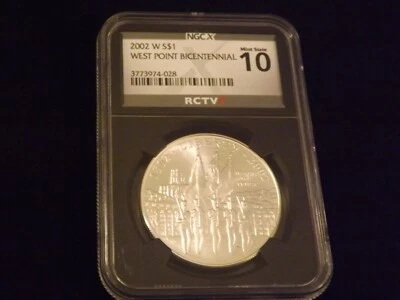 NGCX
2002 W S$1
WEST POINT BICENTENNIAL
3773974-028
Mint State
10
RCTV